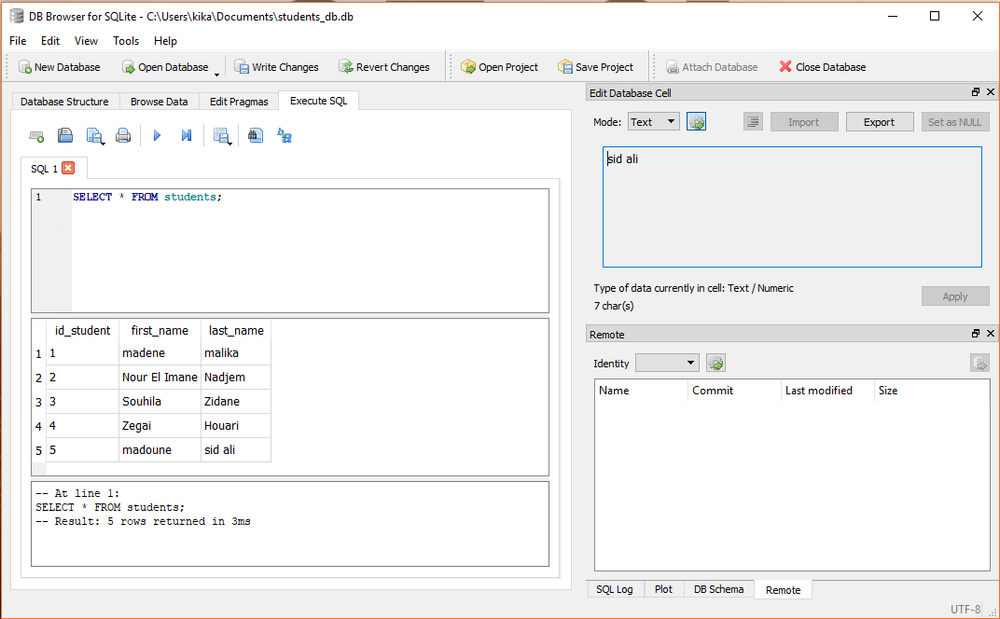 DB Browser for SQLite - C:\Users\kika\Documents\students_db.db
File Edit View Tools Help
New Database Open Database Write Changes Revert Changes Open Project Save Project Attach Database Close Database
Database Structure Browse Data Edit Pragmas Execute SQL
SQL 1
1 SELECT * FROM students;
id_student first_name last_name
1 1 madene malika
2 2 Nour El Imane Nadjem
3 3 Souhila Zidane
4 4 Zegai Houari
5 5 madoune sid ali
-- At line 1:
SELECT * FROM students;
-- Result: 5 rows returned in 3ms
Edit Database Cell
Mode: Text Import Export Set as NULL
sid ali
Type of data currently in cell: Text / Numeric
7 char(s)
Apply
Remote
Identity
Name Commit Last modified Size
SQL Log Plot DB Schema Remote
UTF-8